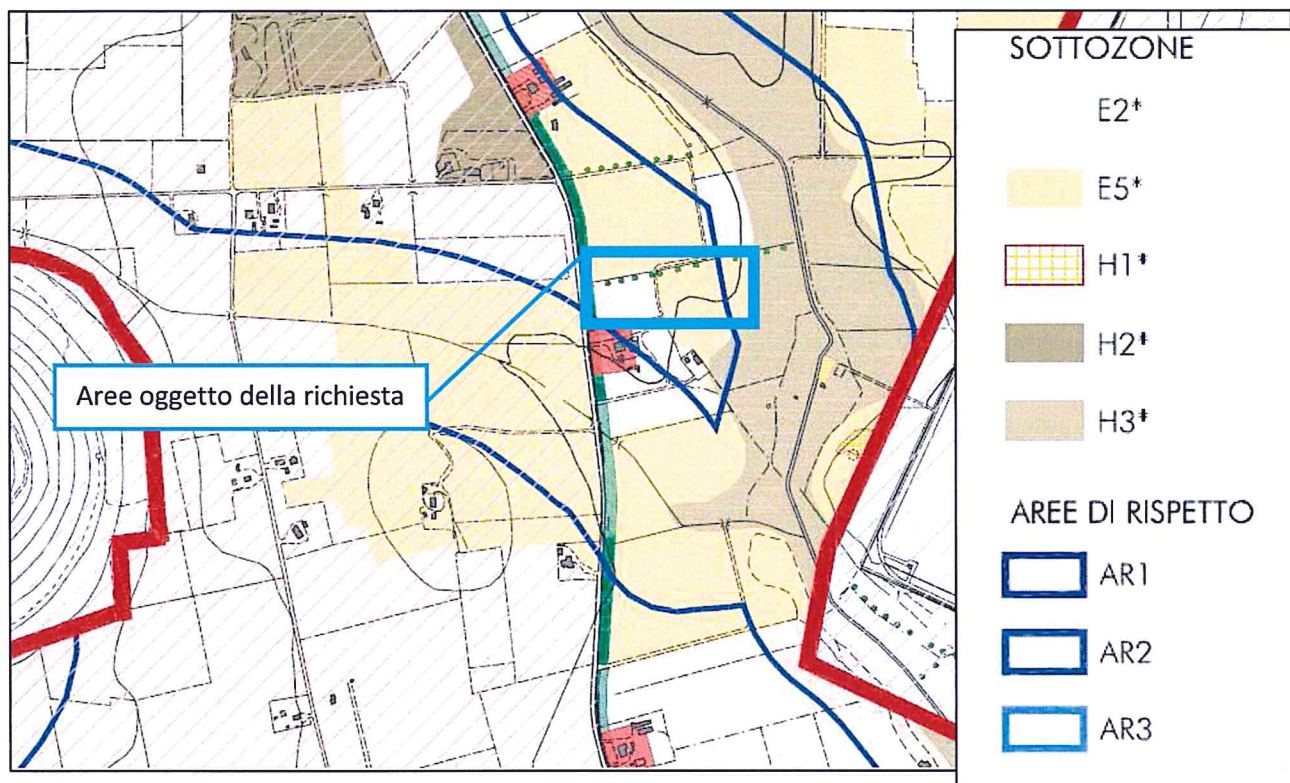 Aree oggetto della richiesta
SOTTOZONE
E2*
E5*
H1*
H2*
H3*
AREE DI RISPETTO
AR1
AR2
AR3